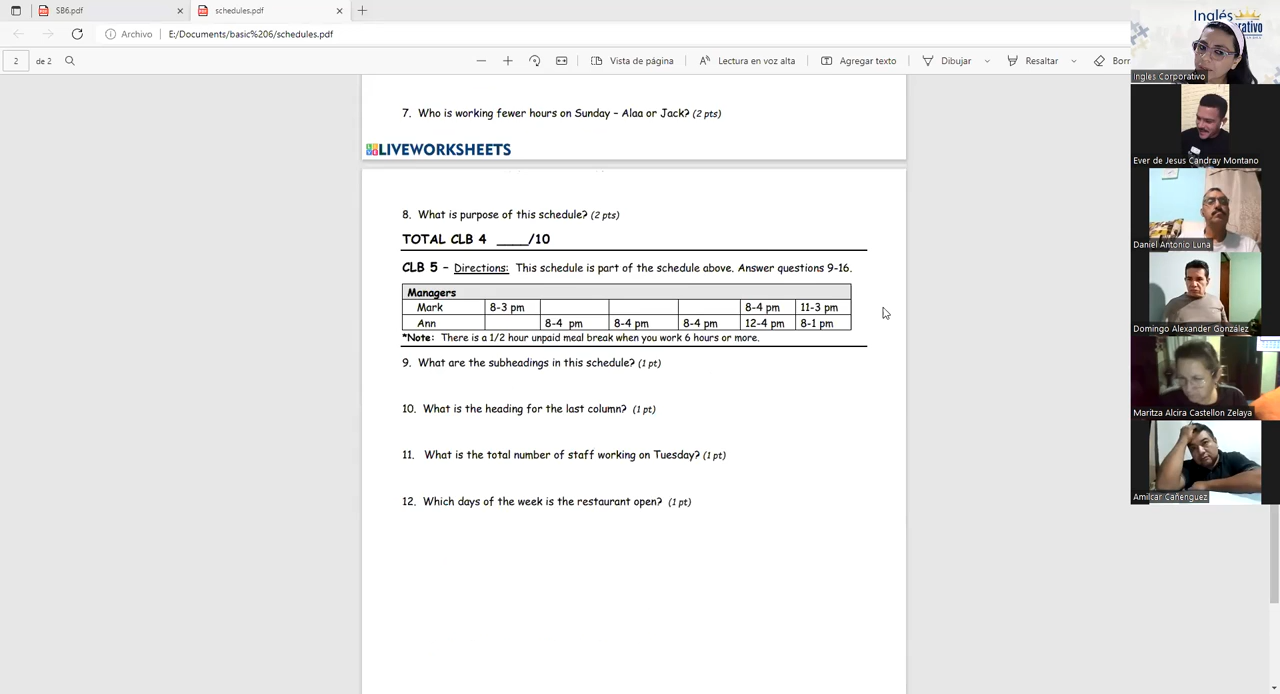 SB6.pdf
schedules.pdf
Archivo
E:/Documents/basic%206/schedules.pdf
2
de 2
Vista de página
Lectura en voz alta
Agregar texto
Dibujar
Resaltar
Borr
7. Who is working fewer hours on Sunday – Alaa or Jack? (2 pts)
LIVEWORKSHEETS
8. What is purpose of this schedule? (2 pts)
TOTAL CLB 4 ____/10
CLB 5 – Directions: This schedule is part of the schedule above. Answer questions 9-16.
Managers
Mark 8-3 pm 8-4 pm 11-3 pm
Ann 8-4 pm 8-4 pm 8-4 pm 12-4 pm 8-1 pm
*Note: There is a 1/2 hour unpaid meal break when you work 6 hours or more.
9. What are the subheadings in this schedule? (1 pt)
10. What is the heading for the last column? (1 pt)
11. What is the total number of staff working on Tuesday? (1 pt)
12. Which days of the week is the restaurant open? (1 pt)
Inglés
Ingles Corporativo
Ever de Jesus Candray Montano
Daniel Antonio Luna
Domingo Alexander González
Maritza Alcira Castellon Zelaya
Amilcar Cañenguez